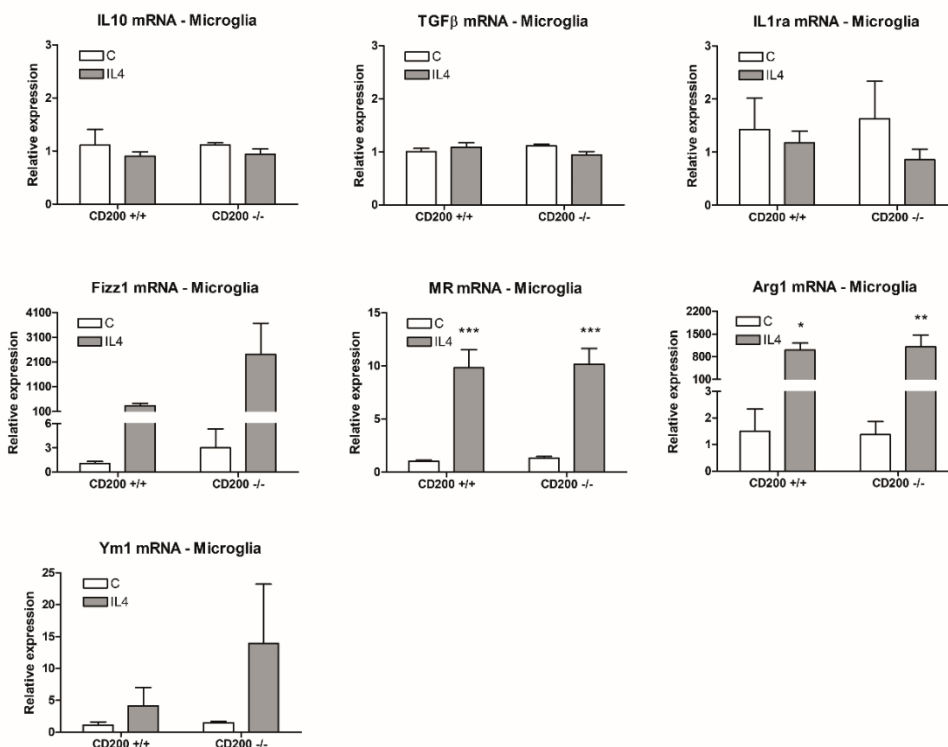 IL10 mRNA - Microglia
Relative expression
3
2
1
0
C
IL4
CD200 +/+
CD200 -/-
TGFβ mRNA - Microglia
Relative expression
3
2
1
0
C
IL4
CD200 +/+
CD200 -/-
IL1ra mRNA - Microglia
Relative expression
3
2
1
0
C
IL4
CD200 +/+
CD200 -/-
Fizz1 mRNA - Microglia
Relative expression
4100
3100
2100
1100
100
6
3
0
C
IL4
CD200 +/+
CD200 -/-
MR mRNA - Microglia
Relative expression
15
10
5
0
C
IL4
***
***
CD200 +/+
CD200 -/-
Arg1 mRNA - Microglia
Relative expression
2200
1500
800
100
4
3
2
1
0
C
IL4
*
**
CD200 +/+
CD200 -/-
Ym1 mRNA - Microglia
Relative expression
25
20
15
10
5
0
C
IL4
CD200 +/+
CD200 -/-